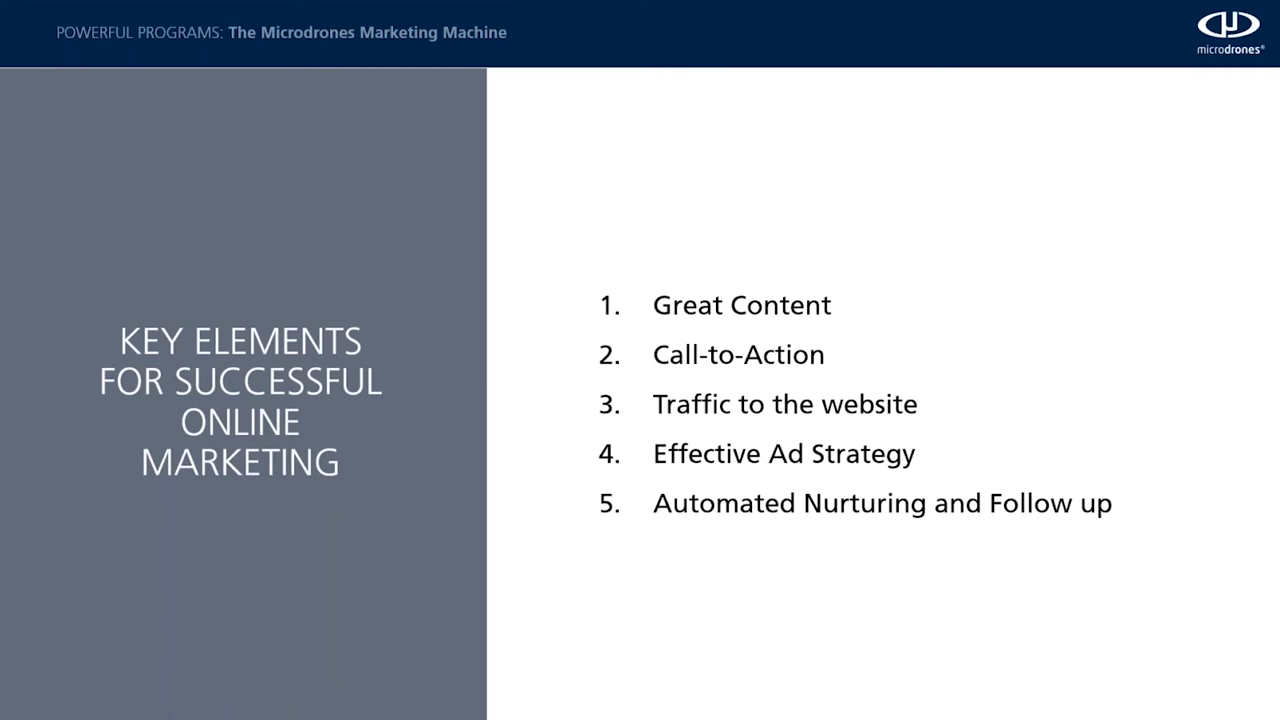 POWERFUL PROGRAMS: The Microdrones Marketing Machine
microdrones®
KEY ELEMENTS
FOR SUCCESSFUL
ONLINE
MARKETING
1. Great Content
2. Call-to-Action
3. Traffic to the website
4. Effective Ad Strategy
5. Automated Nurturing and Follow up